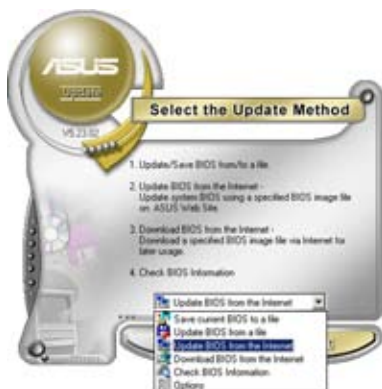 ASUS
Update
V5.23.02
Select the Update Method
1. Update/Save BIOS from/to a file
2. Update BIOS from the Internet -
Update system BIOS using a specified BIOS image file
on ASUS Web Site.
3. Download BIOS from the Internet -
Download a specified BIOS image file via Internet for
later usage.
4. Check BIOS Information
Update BIOS from the Internet
Save current BIOS to a file
Update BIOS from a file
Update BIOS from the Internet
Download BIOS from the Internet
Check BIOS Information
Options